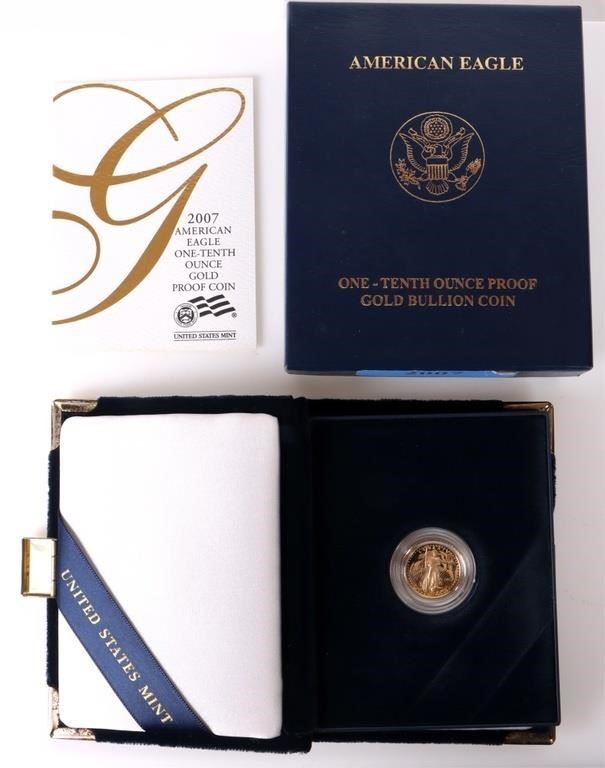 2007
AMERICAN
EAGLE
ONE-TENTH
OUNCE
GOLD
PROOF COIN
UNITED STATES MINT
AMERICAN EAGLE
ONE - TENTH OUNCE PROOF
GOLD BULLION COIN
2007
UNITED STATES MINT